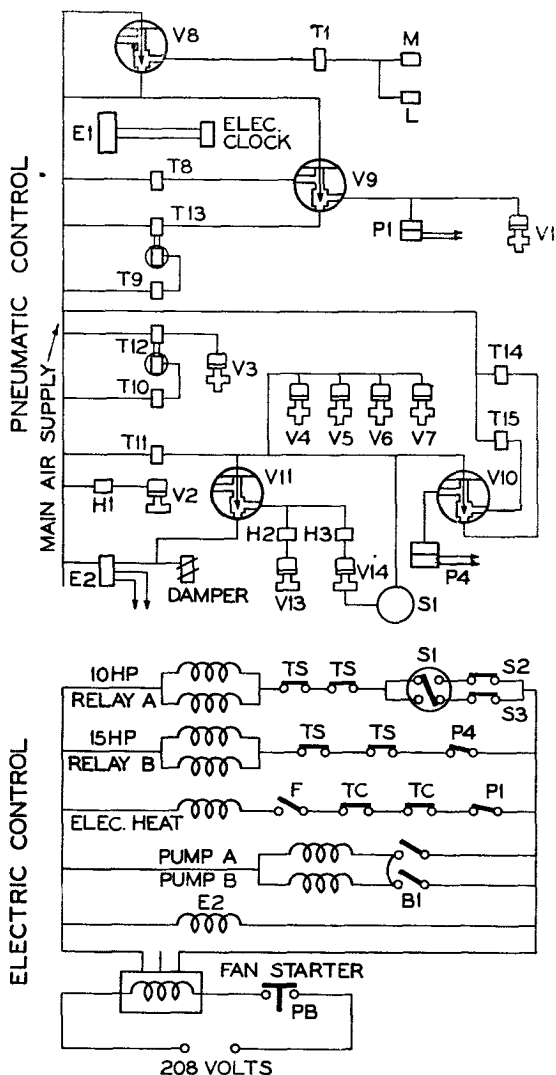 V8
T1
M
L
E1
ELEC.
CLOCK
T8
V9
T13
P1
V1
T9
T12
V3
T14
T10
T15
V4
V5
V6
V7
T11
V11
V10
H1
V2
H2
H3
E2
DAMPER
V13
V14
S1
P4
PNEUMATIC CONTROL
MAIN AIR SUPPLY
10HP
RELAY A
TS
TS
S1
S2
S3
15HP
RELAY B
TS
TS
P4
ELEC. HEAT
F
TC
TC
P1
PUMP A
PUMP B
B1
E2
FAN STARTER
PB
208 VOLTS
ELECTRIC CONTROL